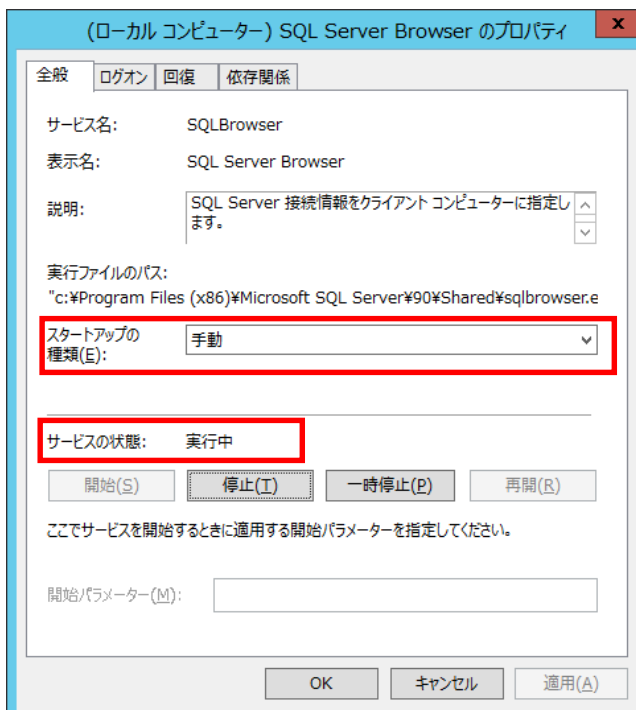 (ローカル コンピューター) SQL Server Browser のプロパティ
x
全般 ログオン 回復 依存関係
サービス名: SQLBrowser
表示名: SQL Server Browser
説明: SQL Server 接続情報をクライアント コンピューターに指定し
ます。
実行ファイルのパス:
"c:¥Program Files (x86)¥Microsoft SQL Server¥90¥Shared¥sqlbrowser.e
スタートアップの
種類(E): 手動
サービスの状態: 実行中
開始(S) 停止(T) 一時停止(P) 再開(R)
ここでサービスを開始するときに適用する開始パラメーターを指定してください。
開始パラメーター(M):
OK キャンセル 適用(A)